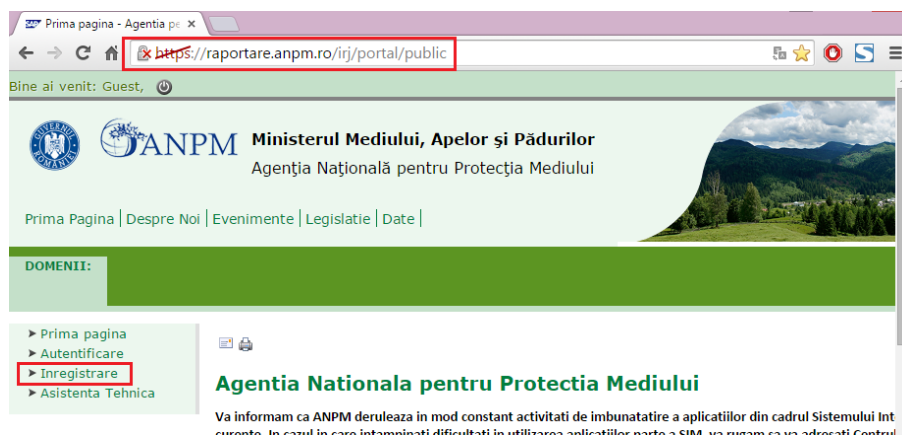 Prima pagina - Agentia pe
https://raportare.anpm.ro/irj/portal/public
Bine ai venit: Guest,
GUVERNUL ROMÂNIEI
ANPM
Ministerul Mediului, Apelor şi Pădurilor
Agenţia Naţională pentru Protecţia Mediului
Prima Pagina | Despre Noi | Evenimente | Legislatie | Date |
DOMENII:
Prima pagina
Autentificare
Inregistrare
Asistenta Tehnica
Agentia Nationala pentru Protectia Mediului
Va informam ca ANPM deruleaza in mod constant activitati de imbunatatire a aplicatiilor din cadrul Sistemului Int
curente. In cazul in care intampinati dificultati in utilizarea aplicatiilor parte a SIM, va rugam sa va adresati Centrul